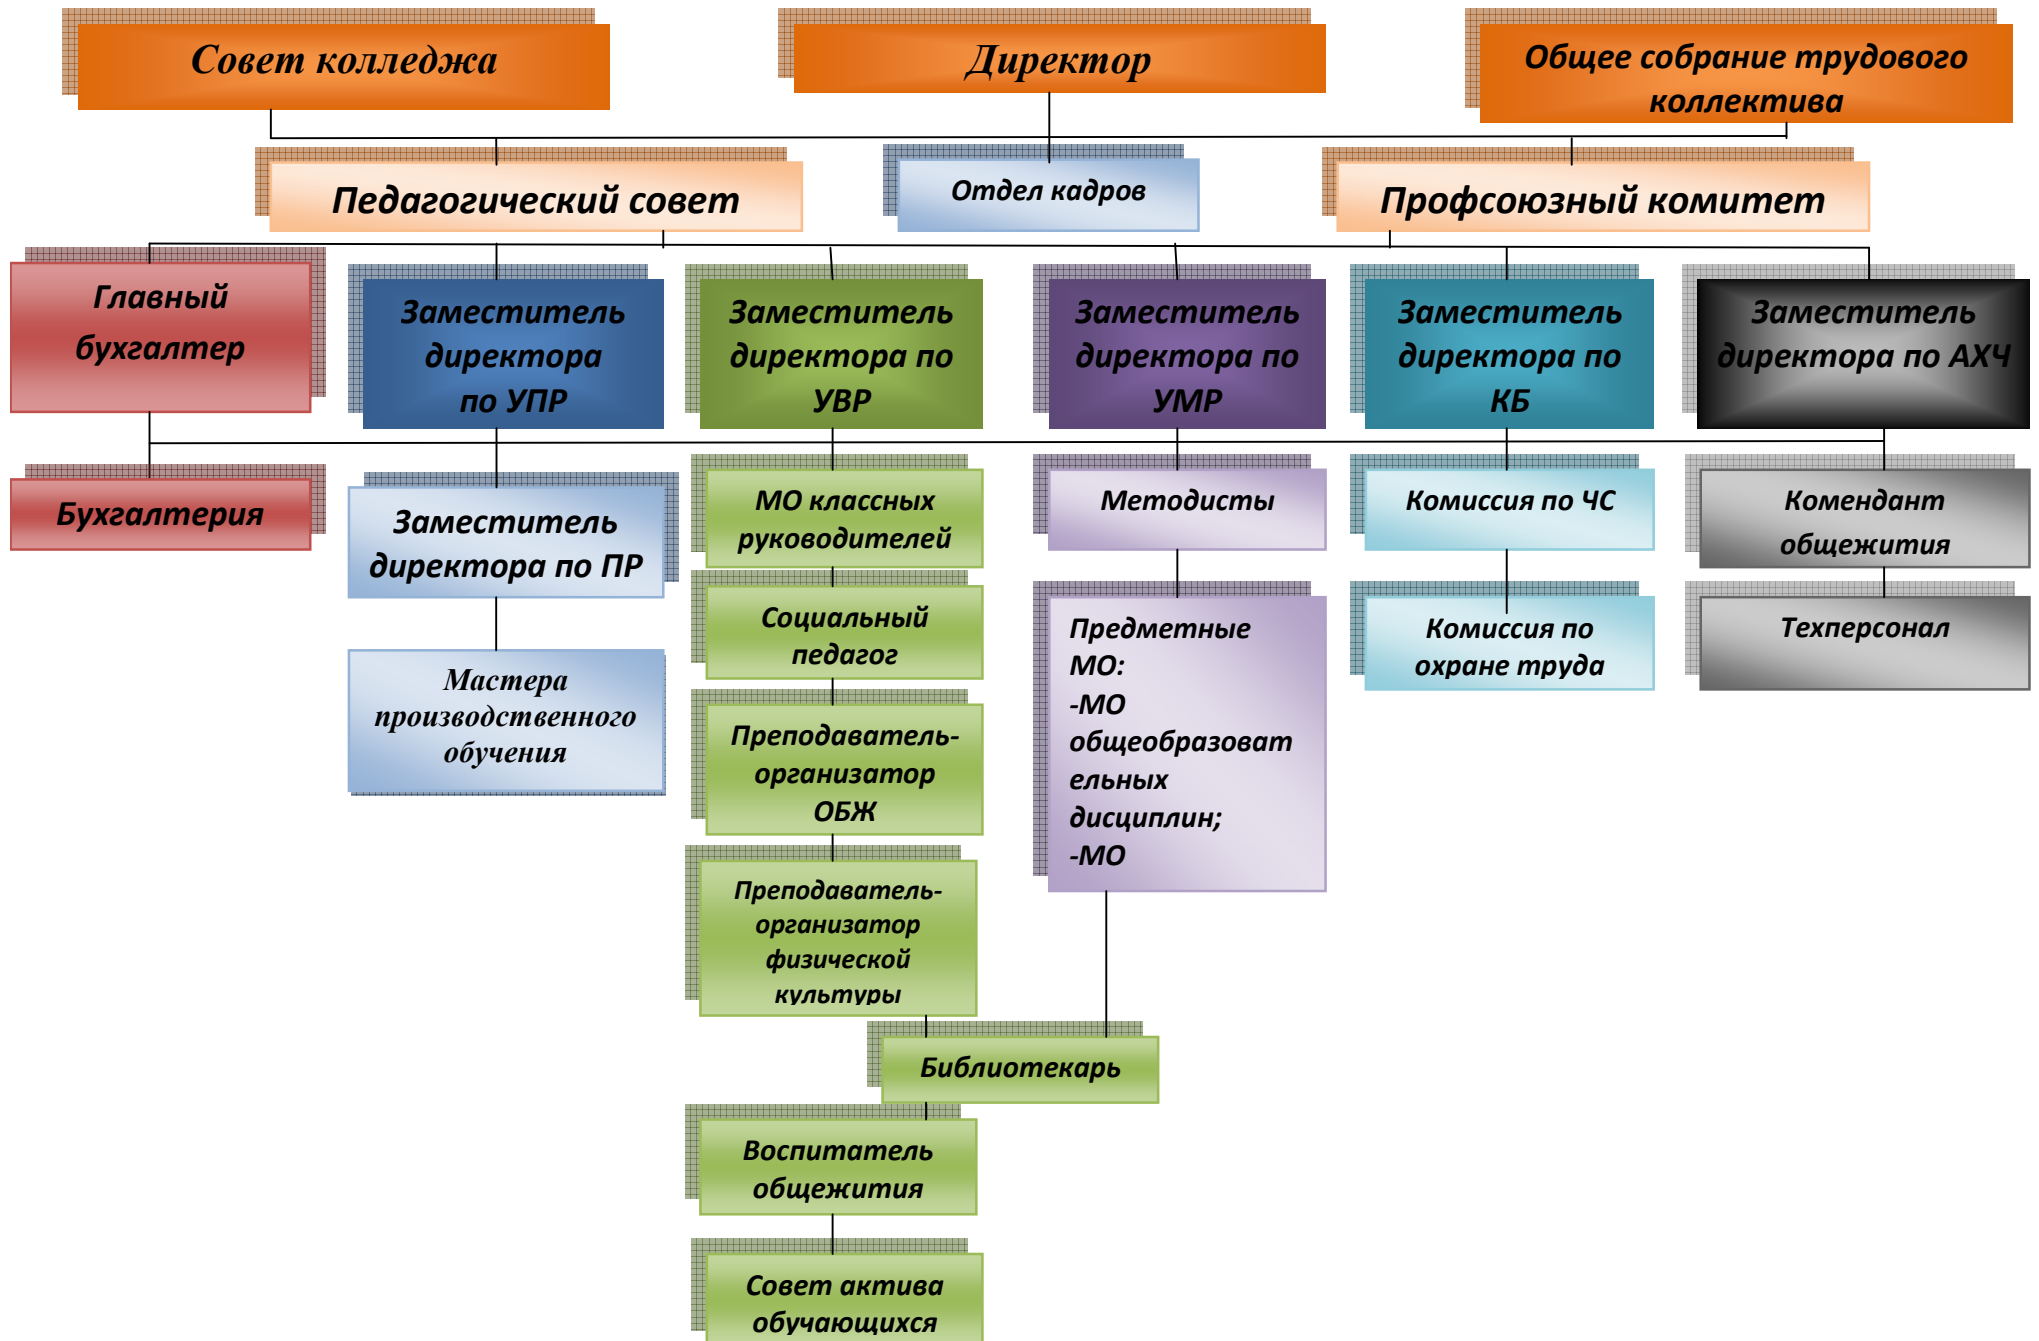 Совет колледжа
Директор
Общее собрание трудового
коллектива
Педагогический совет
Отдел кадров
Профсоюзный комитет
Главный
бухгалтер
Заместитель
директора
по УПР
Заместитель
директора по
УВР
Заместитель
директора по
УМР
Заместитель
директора по
КБ
Заместитель
директора по АХЧ
Бухгалтерия
Заместитель
директора по ПР
Мастера
производственного
обучения
МО классных
руководителей
Социальный
педагог
Преподаватель-
организатор
ОБЖ
Преподаватель-
организатор
физической
культуры
Методисты
Предметные
МО:
-МО
общеобразоват
ельных
дисциплин;
-МО
Комиссия по ЧС
Комиссия по
охране труда
Комендант
общежития
Техперсонал
Библиотекарь
Воспитатель
общежития
Совет актива
обучающихся